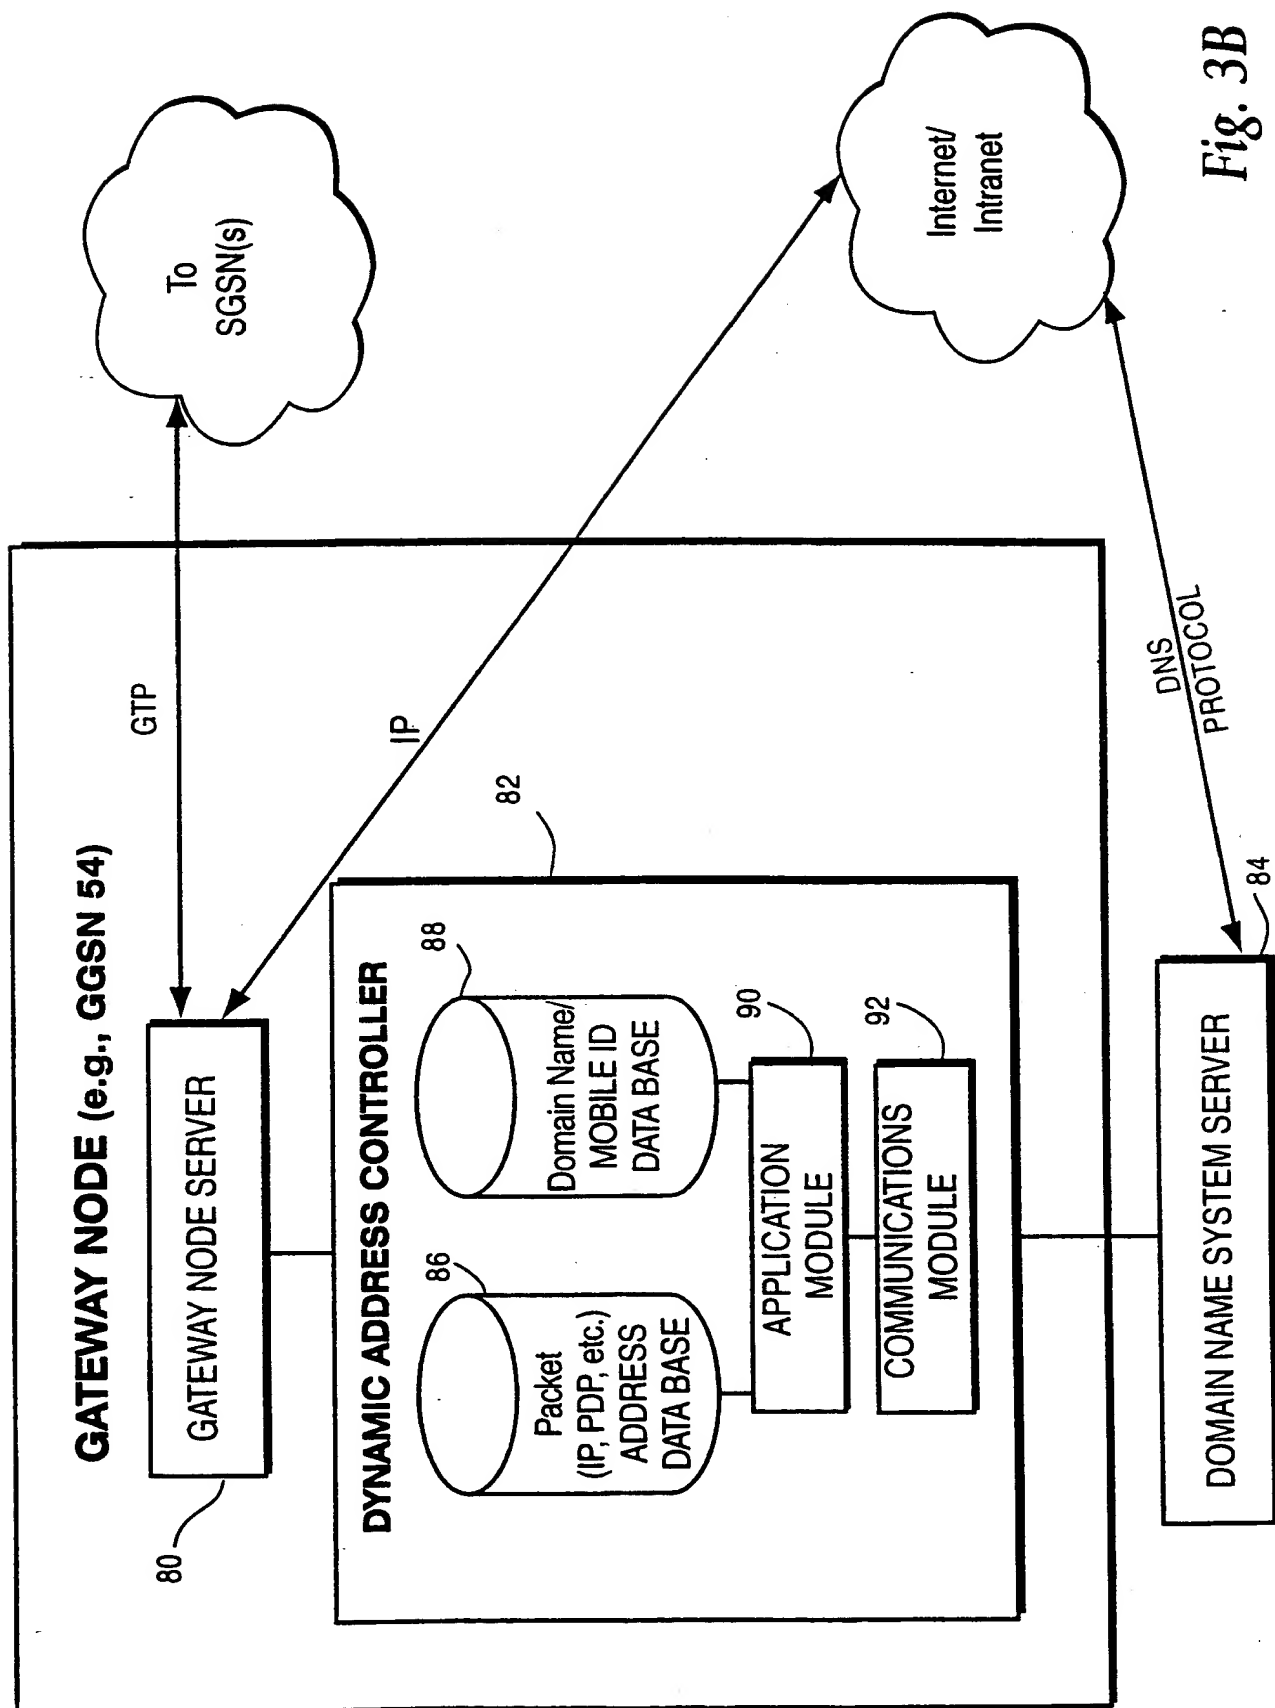 GATEWAY NODE (e.g., GGSN 54)
80
GATEWAY NODE SERVER
GTP
To
SGSN(s)
IP
82
DYNAMIC ADDRESS CONTROLLER
86
Packet
(IP, PDP, etc.)
ADDRESS
DATA BASE
88
Domain Name/
MOBILE ID
DATA BASE
90
APPLICATION
MODULE
92
COMMUNICATIONS
MODULE
Internet/
Intranet
DNS
PROTOCOL
84
DOMAIN NAME SYSTEM SERVER
Fig. 3B